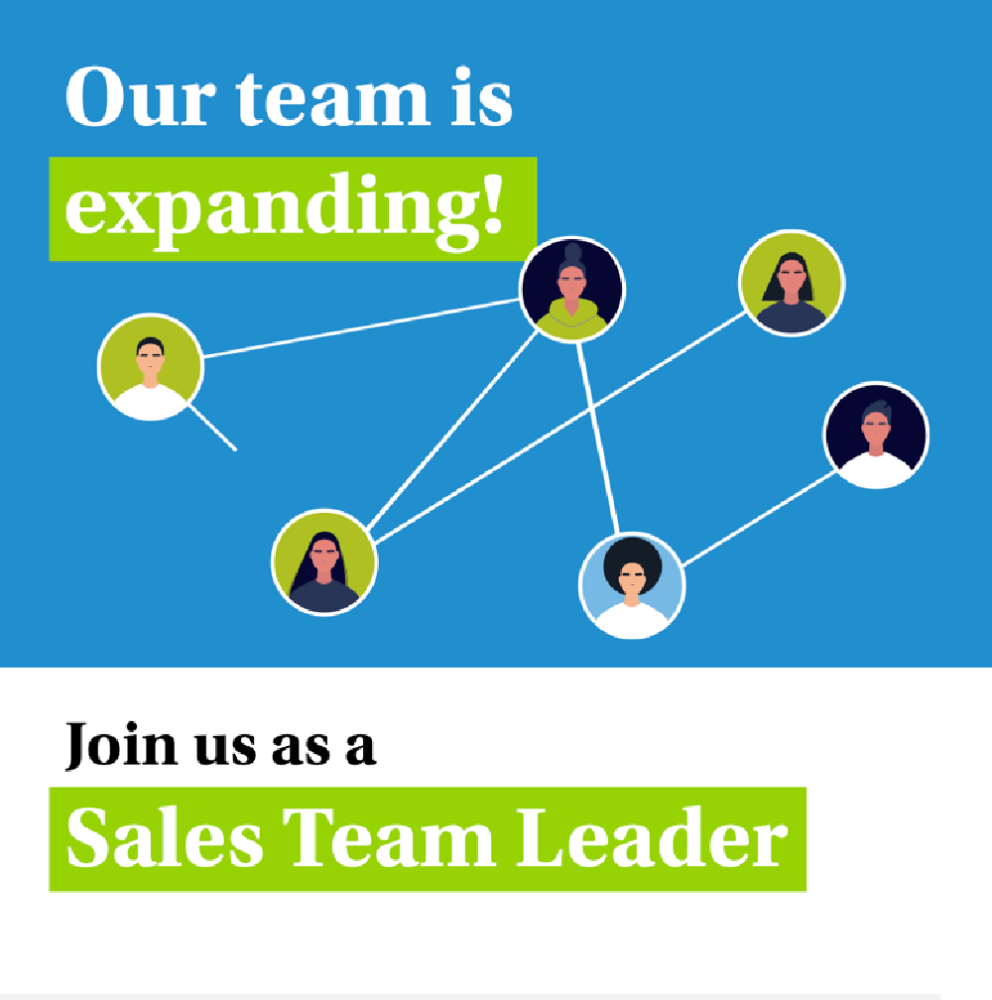 Our team is
expanding!
Join us as a
Sales Team Leader